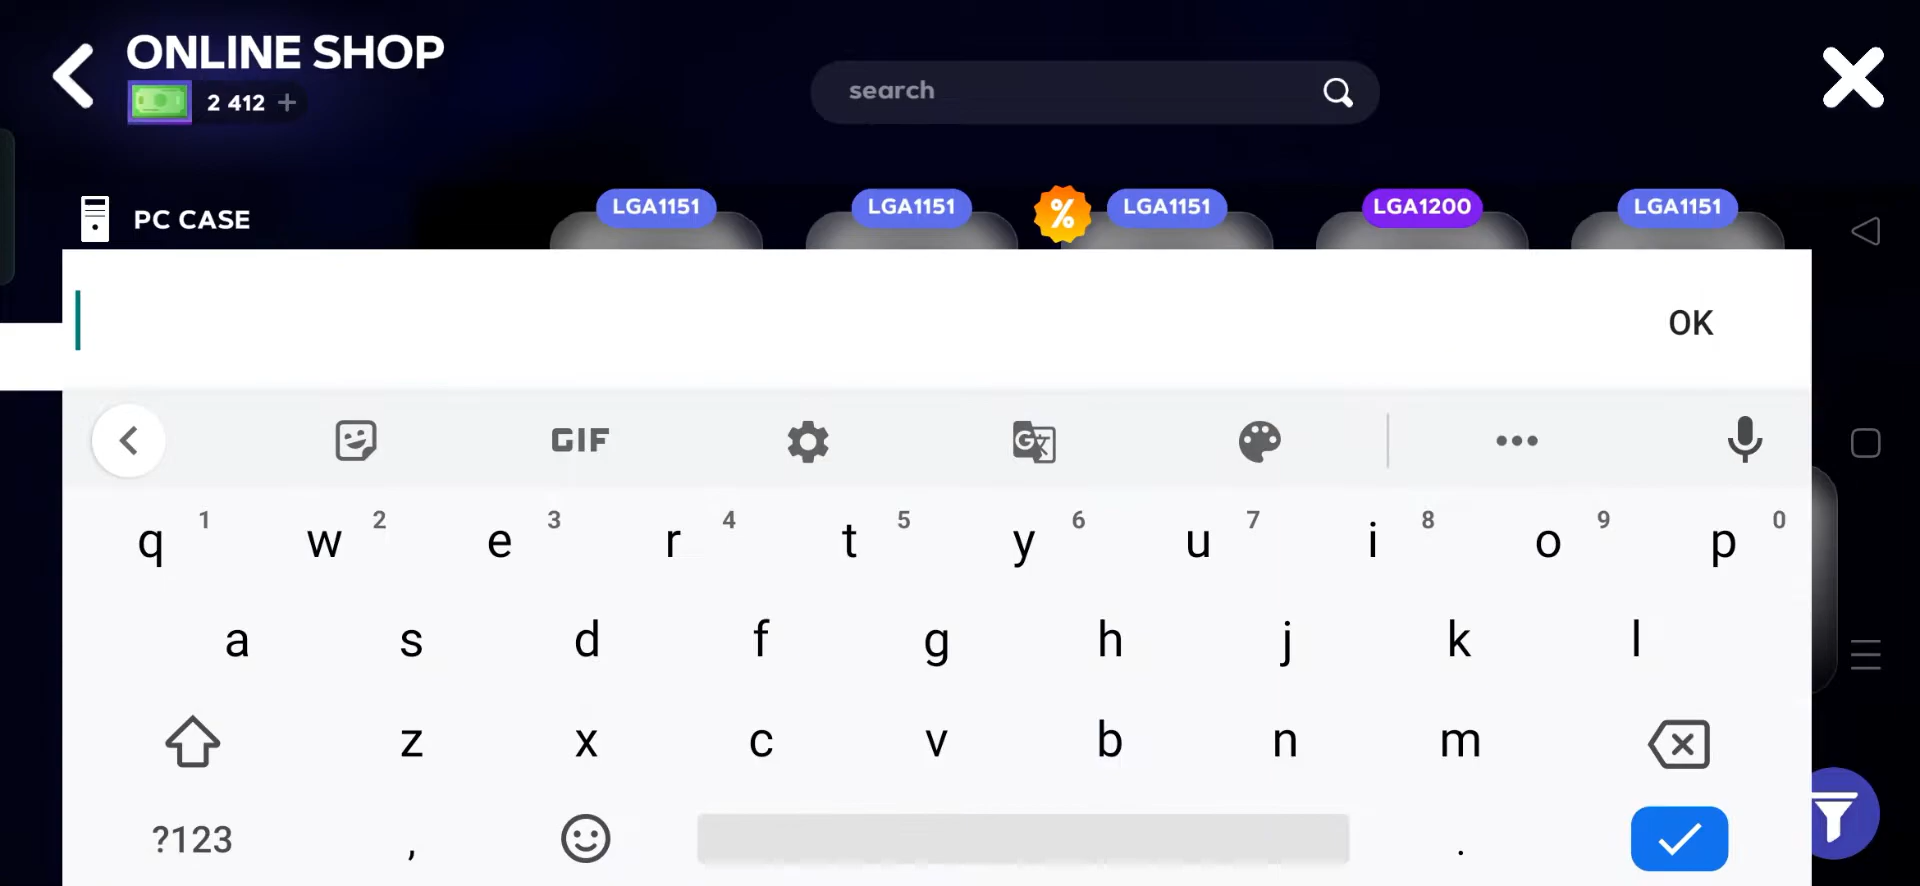 ONLINE SHOP
2 412 +
search
PC CASE
LGA1151
LGA1151
%
LGA1151
LGA1200
LGA1151
OK
GIF
G
q 1 w 2 e 3 r 4 t 5 y 6 u 7 i 8 o 9 p 0
a s d f g h j k l
z x c v b n m
?123 , .